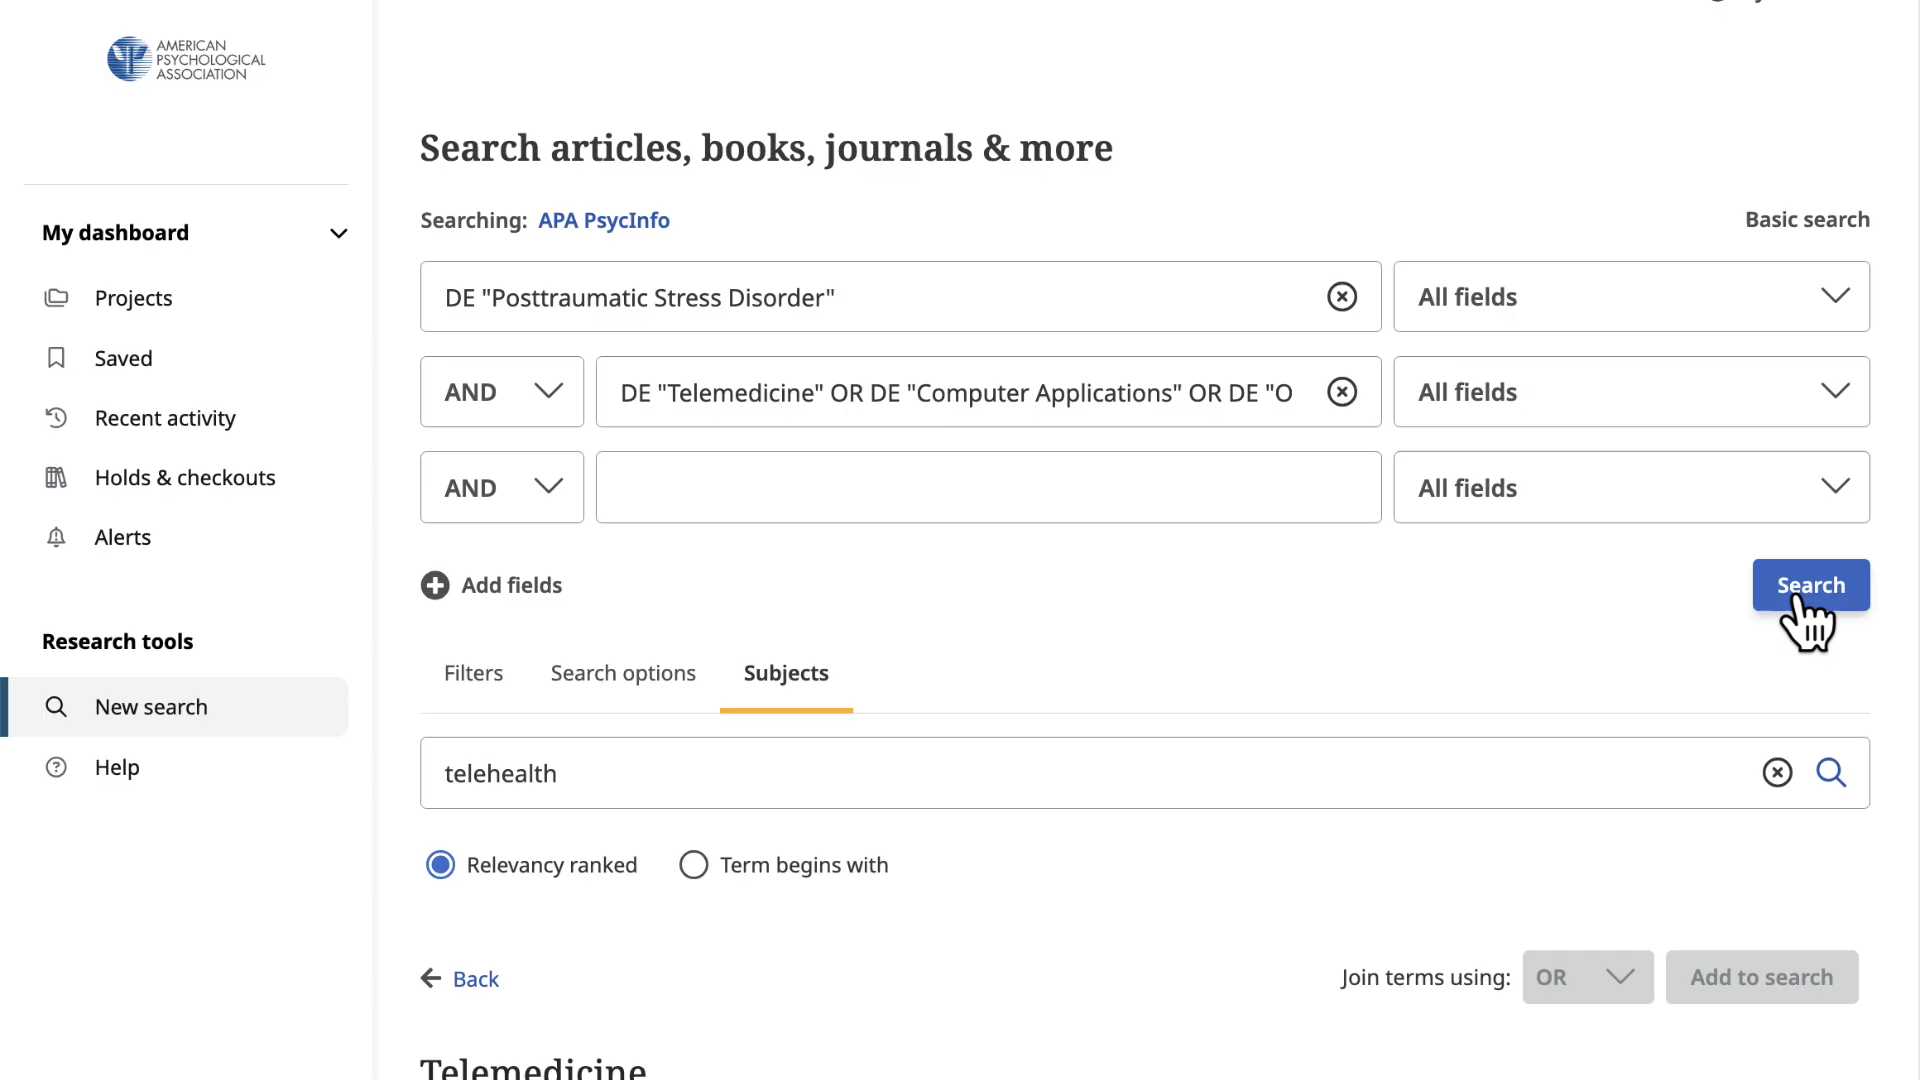 AMERICAN
PSYCHOLOGICAL
ASSOCIATION
My dashboard
Projects
Saved
Recent activity
Holds & checkouts
Alerts
Research tools
New search
Help
Search articles, books, journals & more
Searching: APA PsycInfo
Basic search
DE "Posttraumatic Stress Disorder"
All fields
AND
DE "Telemedicine" OR DE "Computer Applications" OR DE "O
All fields
AND
All fields
Add fields
Search
Filters
Search options
Subjects
telehealth
Relevancy ranked
Term begins with
Back
Join terms using:
OR
Add to search
Telemedicine